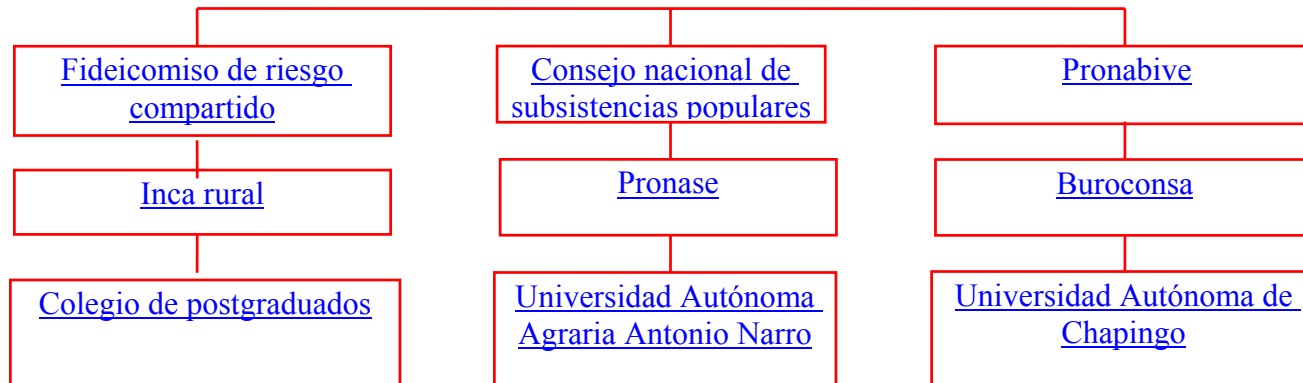 Fideicomiso de riesgo
compartido
Consejo nacional de
subsistencias populares
Pronabive
Inca rural
Pronase
Buroconsa
Colegio de postgraduados
Universidad Autónoma
Agraria Antonio Narro
Universidad Autónoma de
Chapingo